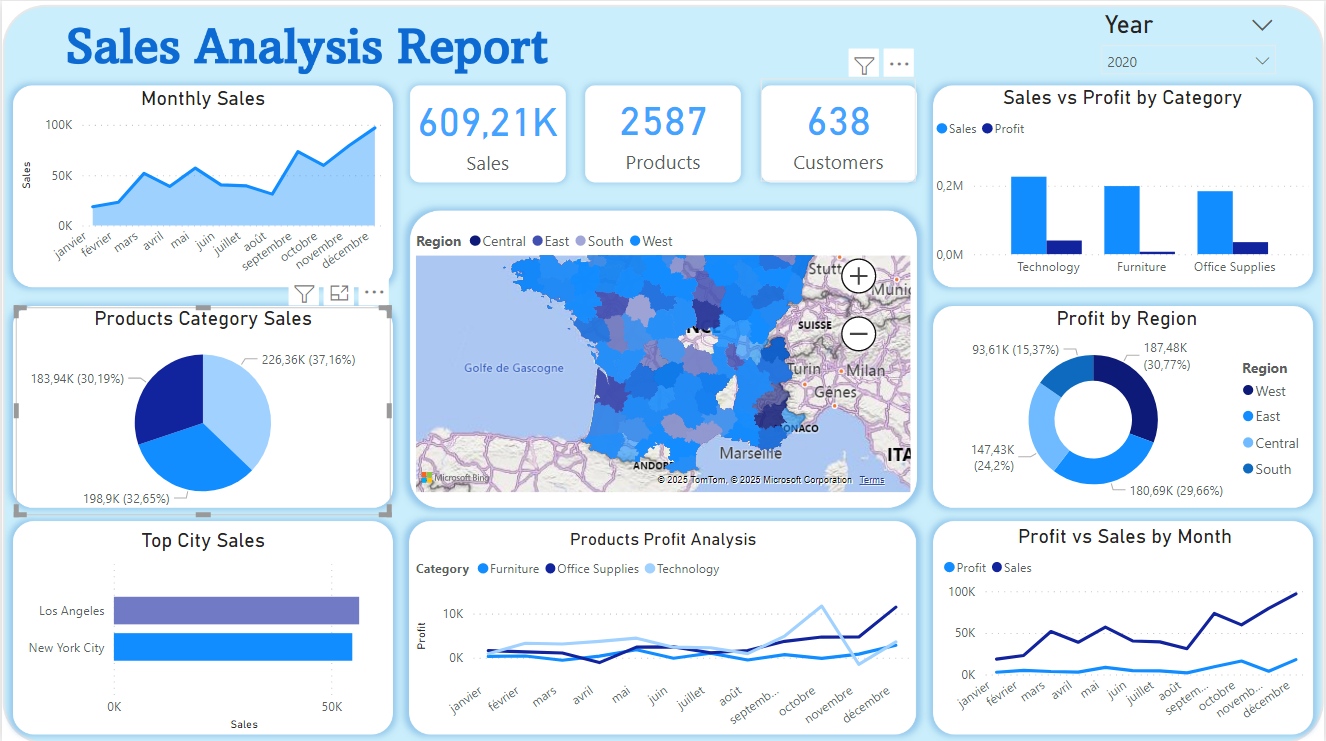 Sales Analysis Report
Year
2020
Monthly Sales
100K
50K
0K
Sales
janvier
février
mars
avril
mai
juin
juillet
août
septembre
octobre
novembre
décembre
609,21K
Sales
2587
Products
638
Customers
Sales vs Profit by Category
Sales Profit
0,2M
0,0M
Technology Furniture Office Supplies
Region Central East South West
Golfe de Gascogne
Stutt
Munic
SUISSE
Turin
Milan
Gênes
ONACO
Marseille
ANDOR
ITA
Microsoft Bing
© 2025 TomTom, © 2025 Microsoft Corporation Terms
Products Category Sales
226,36K (37,16%)
183,94K (30,19%)
198,9K (32,65%)
Profit by Region
93,61K (15,37%)
187,48K
(30,77%)
147,43K
(24,2%)
180,69K (29,66%)
Region
West
East
Central
South
Top City Sales
Los Angeles
New York City
0K 50K
Sales
Products Profit Analysis
Category Furniture Office Supplies Technology
10K
0K
Profit
janvier
février
mars
avril
mai
juin
juillet
août
septemb...
octobre
novembre
décembre
Profit vs Sales by Month
Profit Sales
100K
50K
0K
janvier
février
mars
avril
mai
juin
juillet
août
septem...
octobre
novemb...
décembre